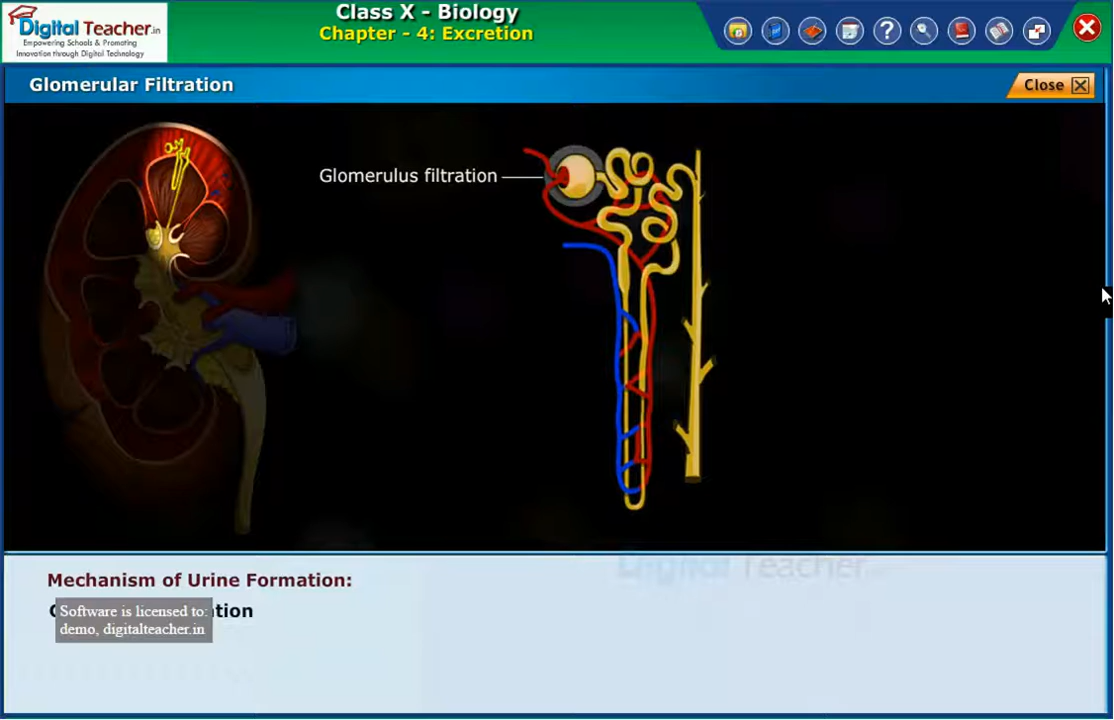 Digital Teacher.in
Empowering Schools & Promoting
Innovation through Digital Technology
Class X - Biology
Chapter - 4: Excretion
Glomerular Filtration
Close
Glomerulus filtration
Digital Teacher
Mechanism of Urine Formation:
Software is licensed to:
demo, digitalteacher.in